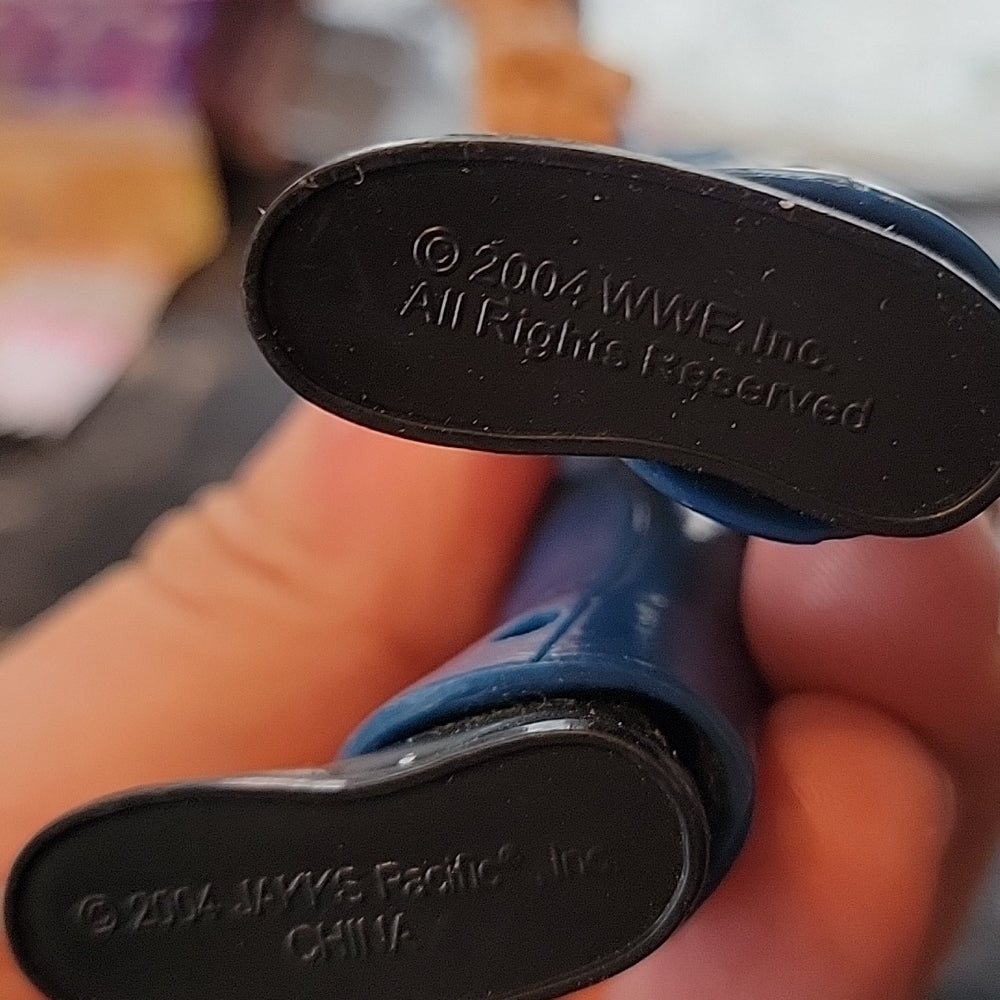 © 2004 WWE, Inc.
All Rights Reserved
© 2004 JAKKS Pacific®, Inc.
CHINA